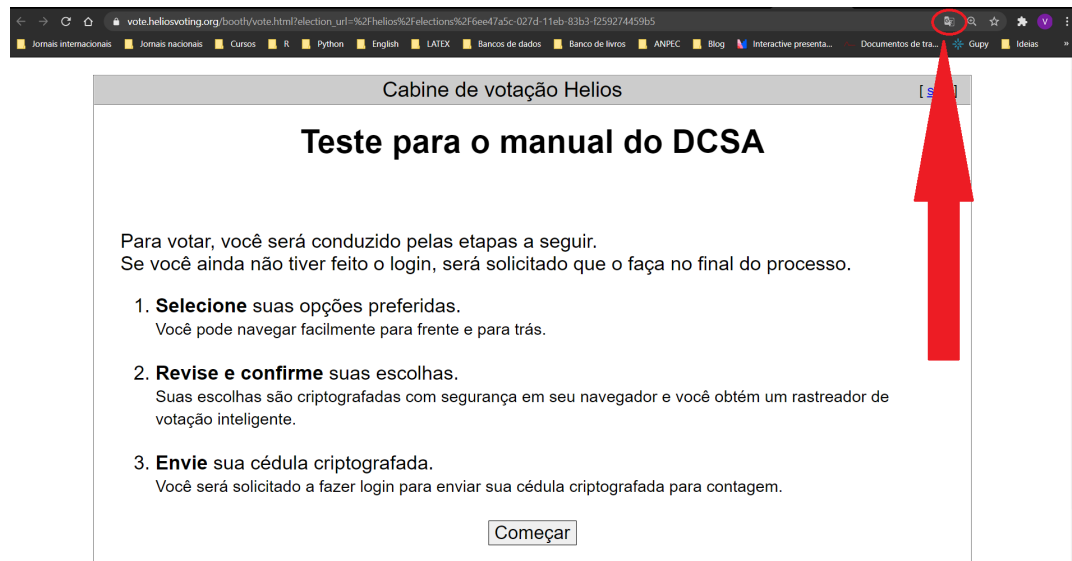 vote.heliosvoting.org/booth/vote.html?election_url=%2Fhelios%2Felections%2F6ee47a5c-027d-11eb-83b3-f259274459b5
Jornais internacionais Jornais nacionais Cursos R Python English LATEX Bancos de dados Banco de livros ANPEC Blog Interactive presenta... Documentos de tra... Gupy Ideias »
Cabine de votação Helios
Teste para o manual do DCSA
Para votar, você será conduzido pelas etapas a seguir.
Se você ainda não tiver feito o login, será solicitado que o faça no final do processo.
1. Selecione suas opções preferidas.
Você pode navegar facilmente para frente e para trás.
2. Revise e confirme suas escolhas.
Suas escolhas são criptografadas com segurança em seu navegador e você obtém um rastreador de
votação inteligente.
3. Envie sua cédula criptografada.
Você será solicitado a fazer login para enviar sua cédula criptografada para contagem.
Começar